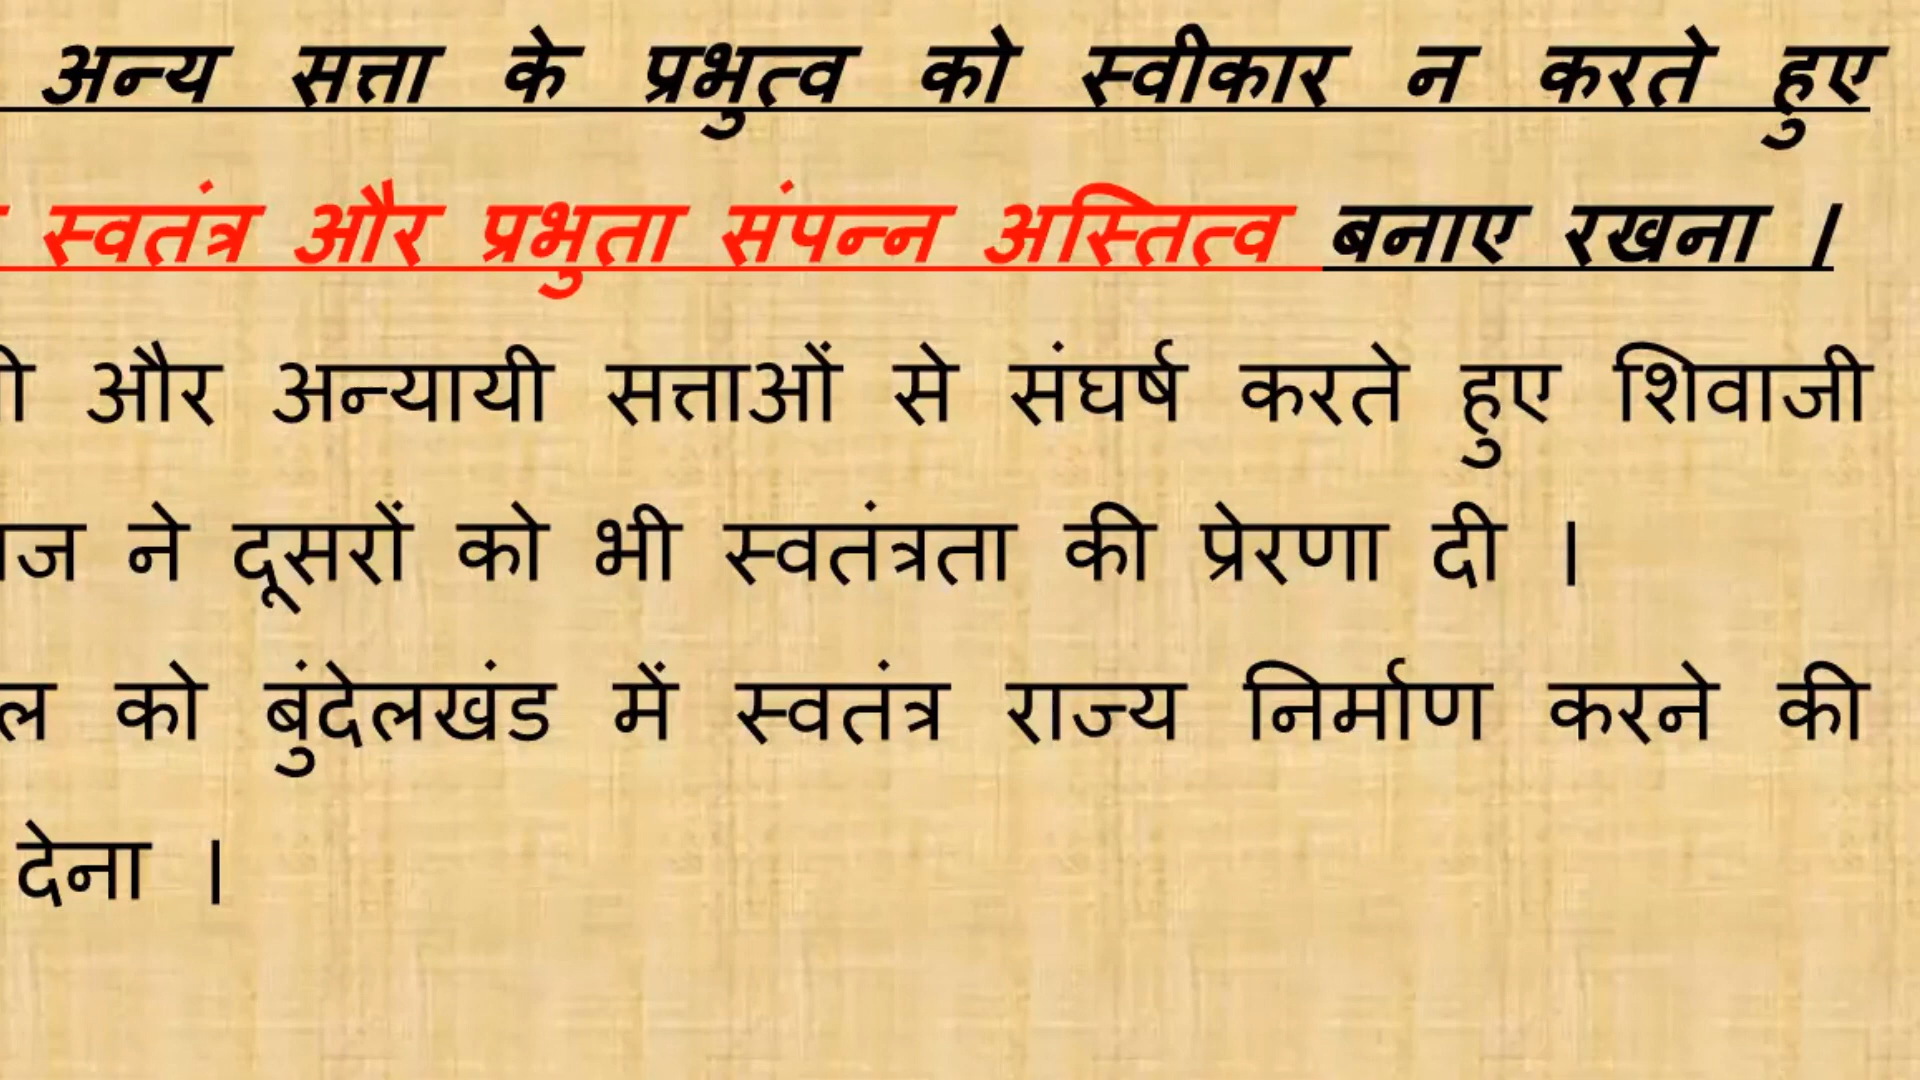 अन्य सत्ता के प्रभुत्व को स्वीकार न करते हुए
स्वतंत्र और प्रभुता संपन्न अस्तित्व बनाए रखना ।
और अन्यायी सत्ताओं से संघर्ष करते हुए शिवाजी
ने दूसरों को भी स्वतंत्रता की प्रेरणा दी ।
को बुंदेलखंड में स्वतंत्र राज्य निर्माण करने की
देना ।